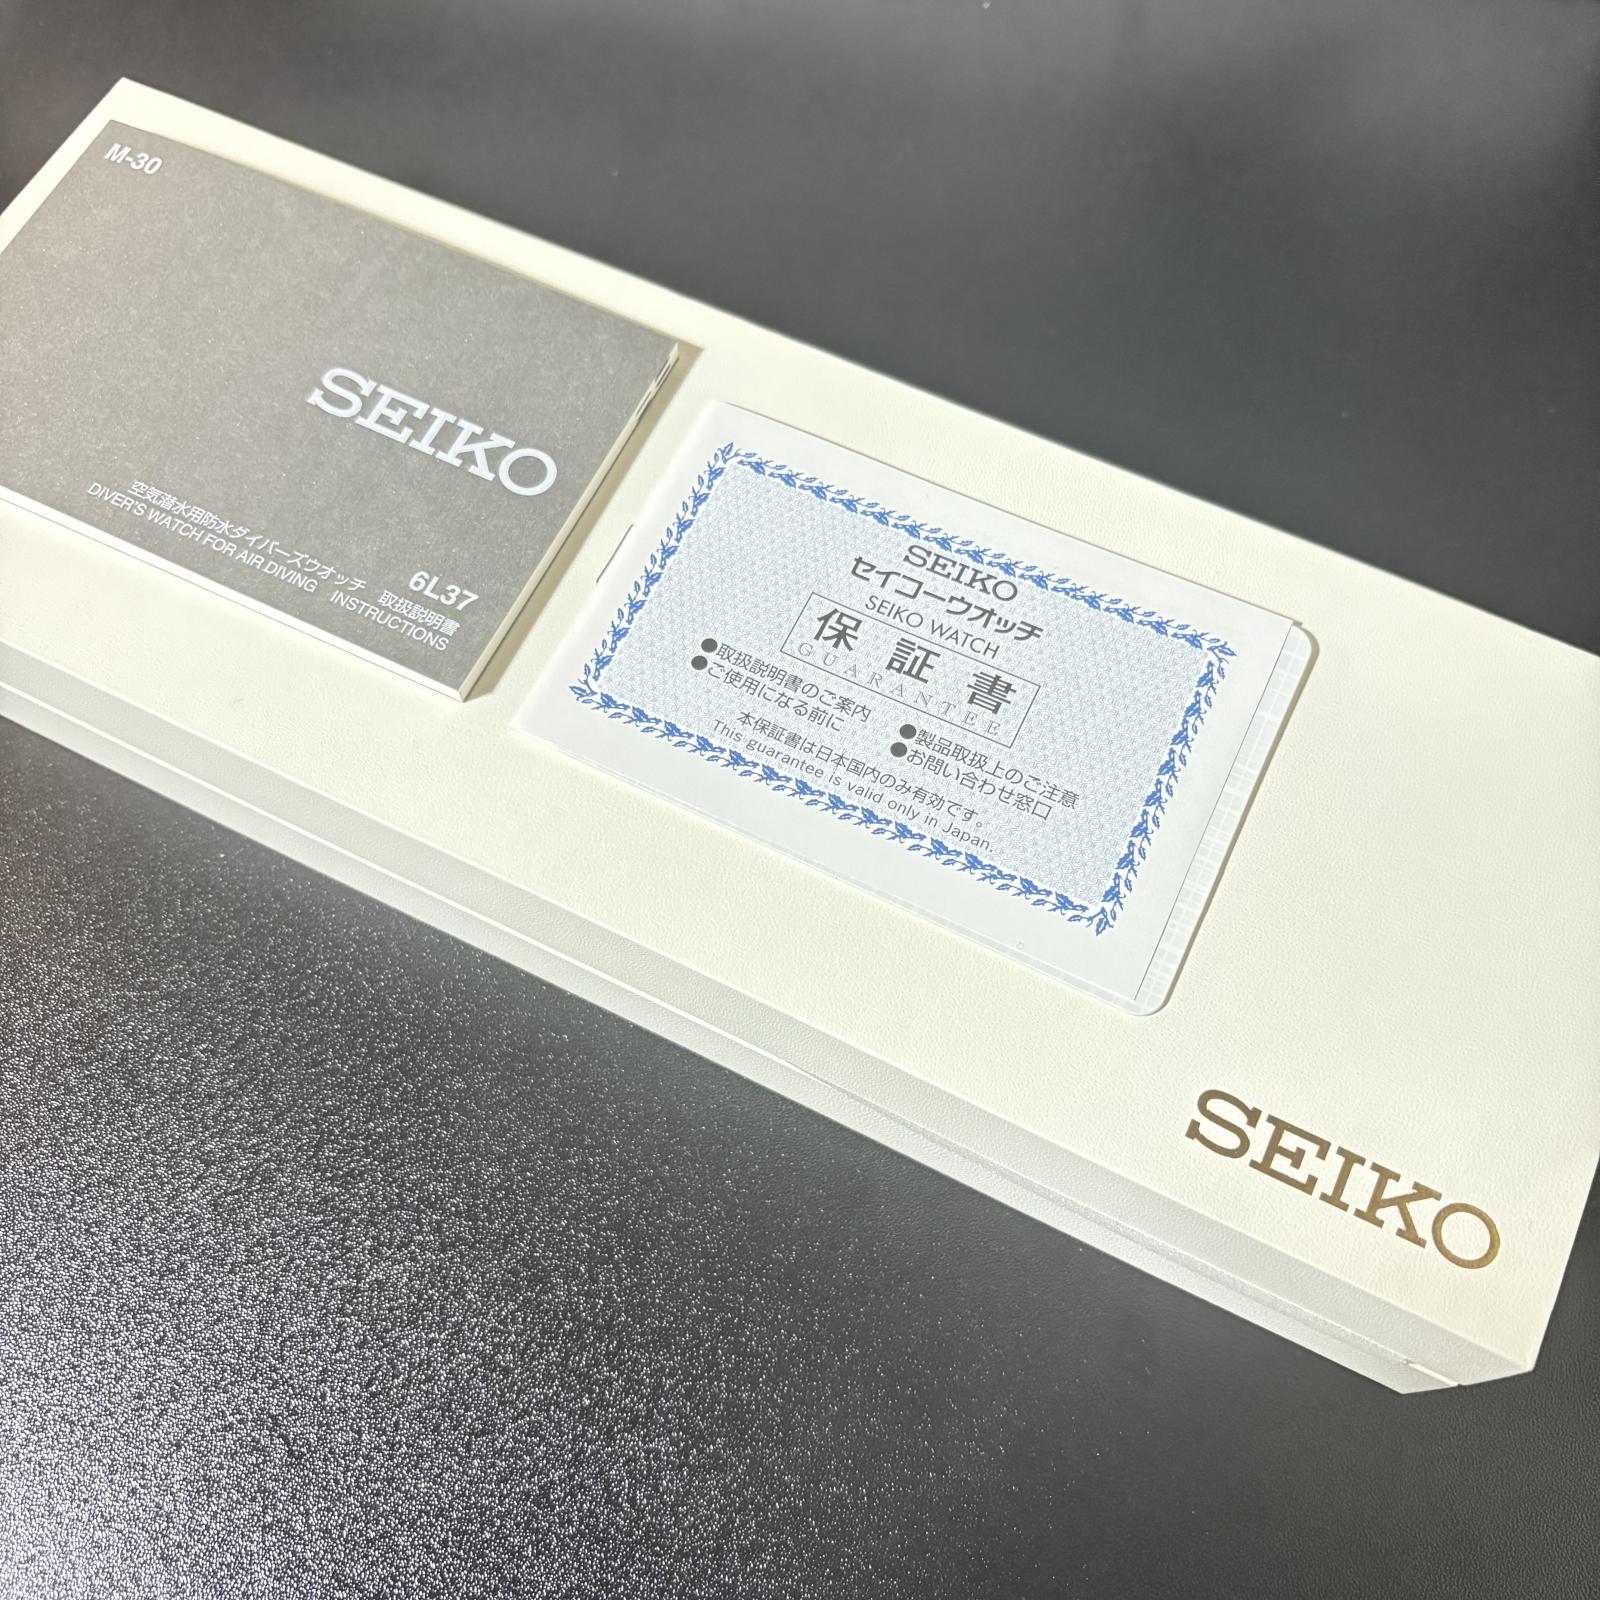 M-30
SEIKO
6L37
空気潜水用防水ダイバーズウオッチ 取扱説明書
DIVER'S WATCH FOR AIR DIVING INSTRUCTIONS
SEIKO
セイコーウオッチ
SEIKO WATCH
保証書
GUARANTEE
●取扱説明書のご案内
●ご使用になる前に
●製品取扱上のご注意
●お問い合わせ窓口
本保証書は日本国内のみ有効です。
This guarantee is valid only in Japan.
D
SEIKO